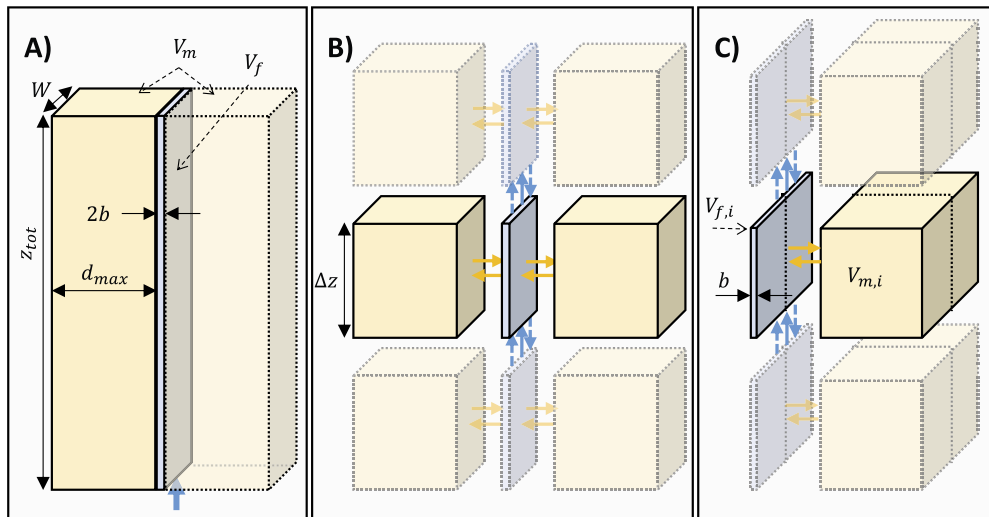 A)
V_m
V_f
W
2b
z_tot
d_max
B)
Δz
C)
V_f,i
b
V_m,i